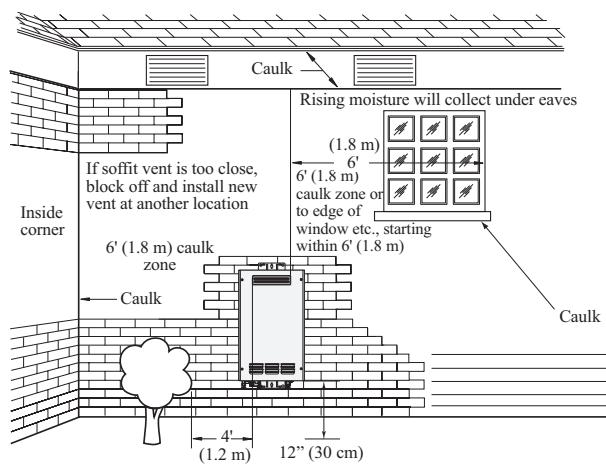 Caulk
Rising moisture will collect under eaves
(1.8 m)
6'
6' (1.8 m)
caulk zone or
to edge of
window etc., starting
within 6' (1.8 m)
If soffit vent is too close,
block off and install new
vent at another location
Inside
corner
6' (1.8 m) caulk
zone
Caulk
Caulk
4'
(1.2 m)
12” (30 cm)